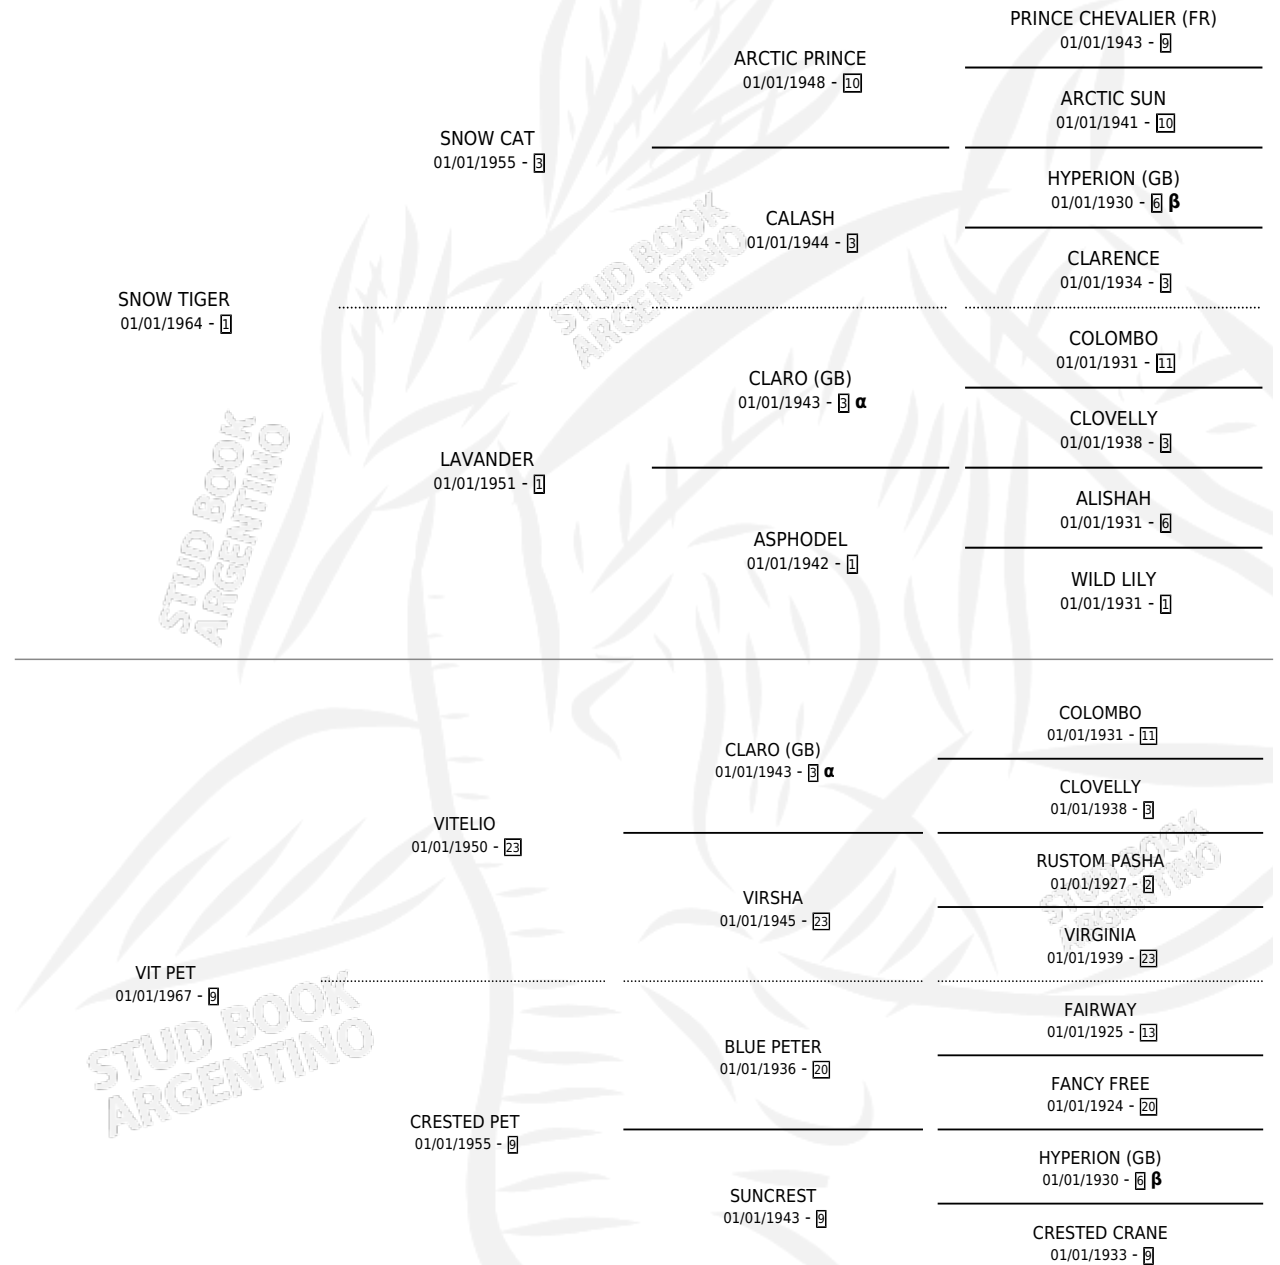 PRINCE CHEVALIER (FR)
01/01/1943 - 9
ARCTIC PRINCE
01/01/1948 - 10
ARCTIC SUN
01/01/1941 - 10
SNOW CAT
01/01/1955 - 3
HYPERION (GB)
01/01/1930 - 6 β
CALASH
01/01/1944 - 3
CLARENCE
01/01/1934 - 3
SNOW TIGER
01/01/1964 - 1
COLOMBO
01/01/1931 - 11
CLARO (GB)
01/01/1943 - 3 α
CLOVELLY
01/01/1938 - 3
LAVANDER
01/01/1951 - 1
ALISHAH
01/01/1931 - 6
ASPHODEL
01/01/1942 - 1
WILD LILY
01/01/1931 - 1
COLOMBO
01/01/1931 - 11
CLARO (GB)
01/01/1943 - 3 α
CLOVELLY
01/01/1938 - 3
VITELIO
01/01/1950 - 23
RUSTOM PASHA
01/01/1927 - 2
VIRSHA
01/01/1945 - 23
VIRGINIA
01/01/1939 - 23
VIT PET
01/01/1967 - 9
FAIRWAY
01/01/1925 - 13
BLUE PETER
01/01/1936 - 20
FANCY FREE
01/01/1924 - 20
CRESTED PET
01/01/1955 - 9
HYPERION (GB)
01/01/1930 - 6 β
SUNCREST
01/01/1943 - 9
CRESTED CRANE
01/01/1933 - 9
STUD BOOK
ARGENTINO
STUD BOOK
ARGENTINO
STUD BOOK
ARGENTINO
STUD BOOK
ARGENTINO